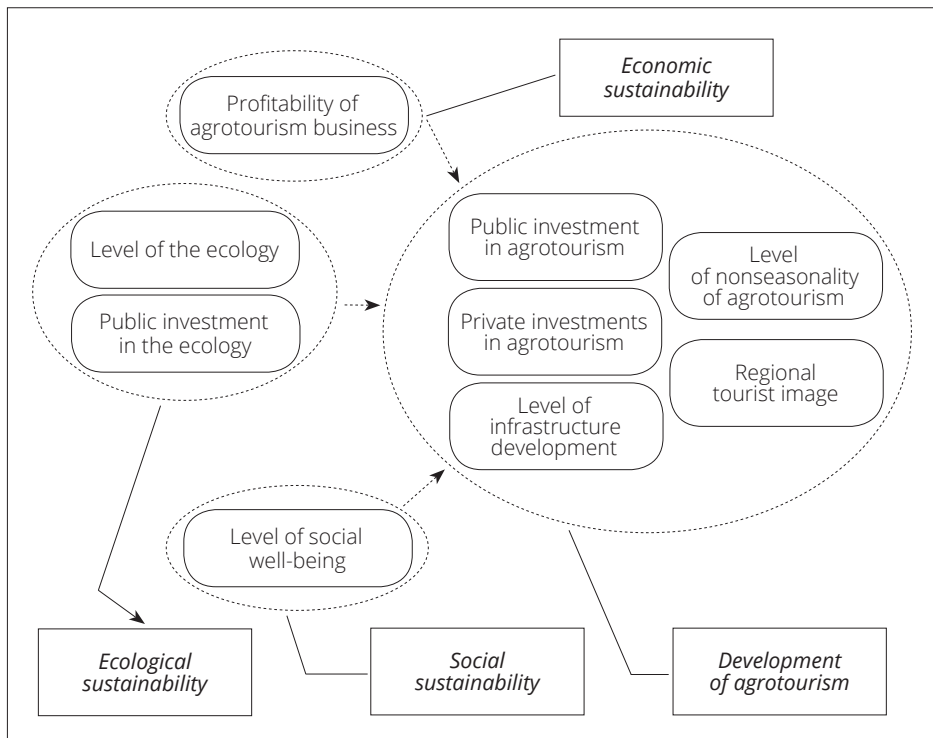 Economic
sustainability
Profitability of
agrotourism business
Public investment
in agrotourism
Level of the ecology
Level
of nonseasonality
of agrotourism
Public investment
in the ecology
Private investments
in agrotourism
Regional
tourist image
Level of
infrastructure
development
Level of social
well-being
Ecological
sustainability
Social
sustainability
Development
of agrotourism